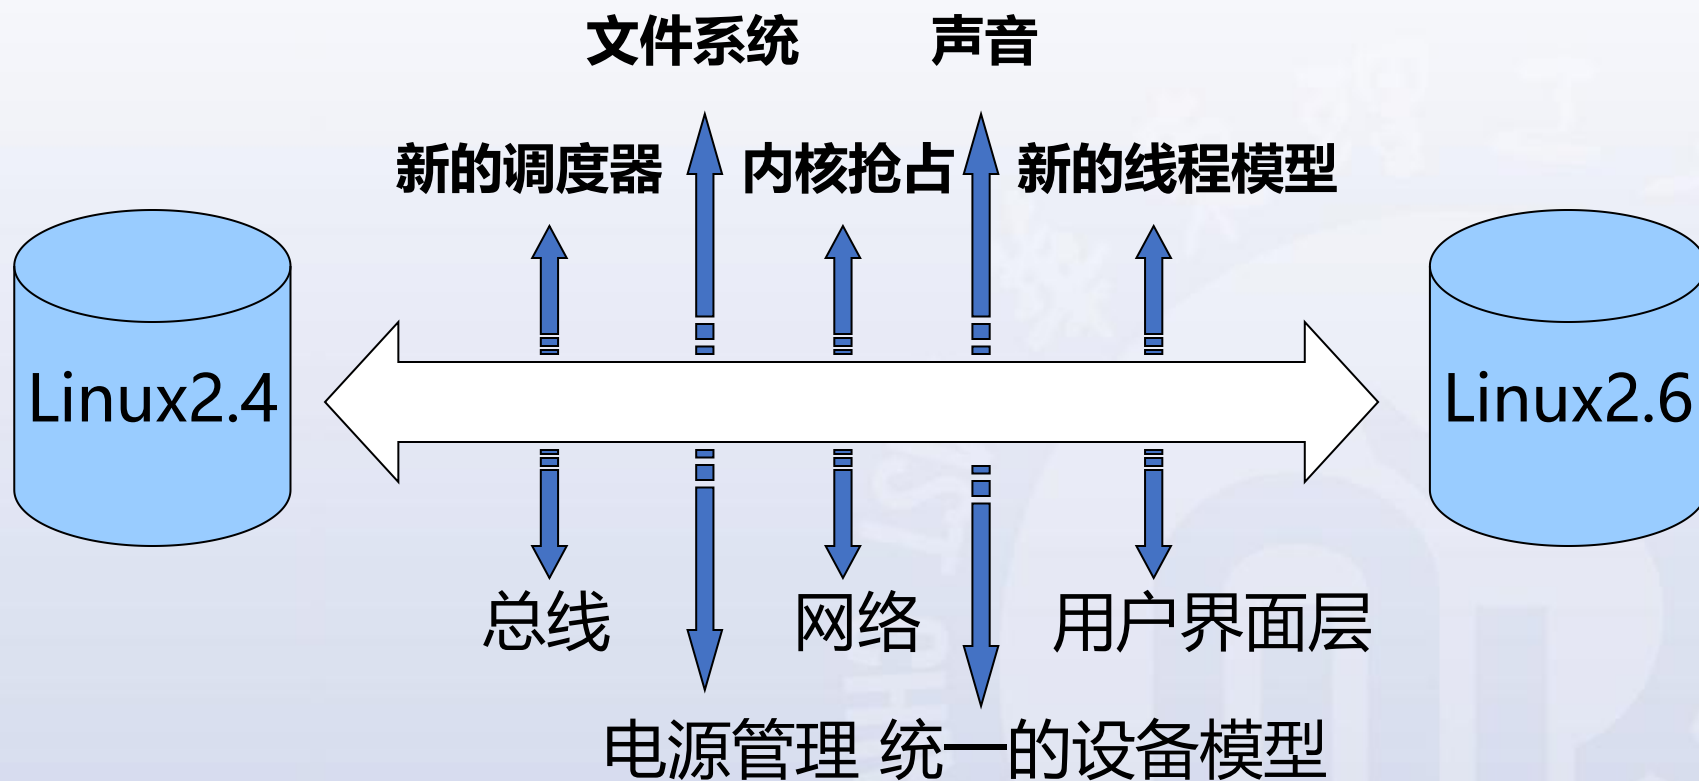 文件系统 声音
新的调度器 内核抢占 新的线程模型
Linux2.4 Linux2.6
总线 网络 用户界面层
电源管理 统一的设备模型